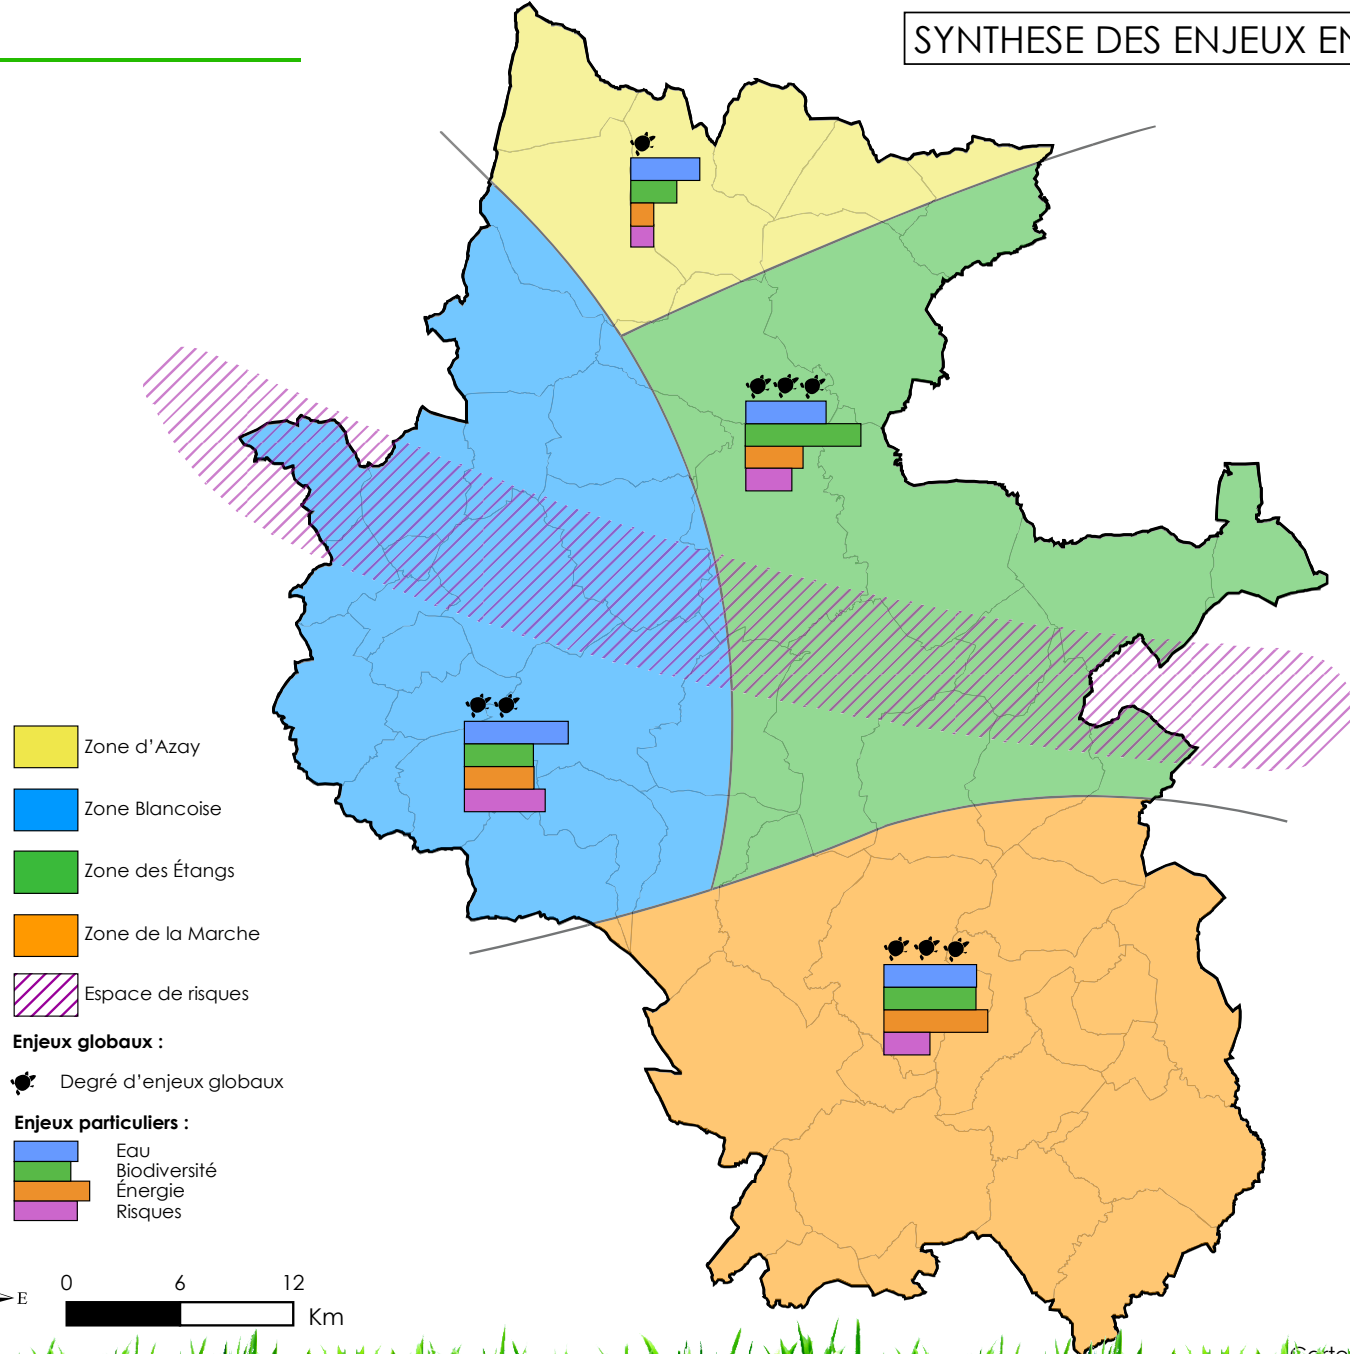 SYNTHESE DES ENJEUX
Zone d'Azay
Zone Blancoise
Zone des Étangs
Zone de la Marche
Espace de risques
Enjeux globaux :
Degré d'enjeux globaux
Enjeux particuliers :
Eau
Biodiversité
Énergie
Risques
0 6 12
E
Km